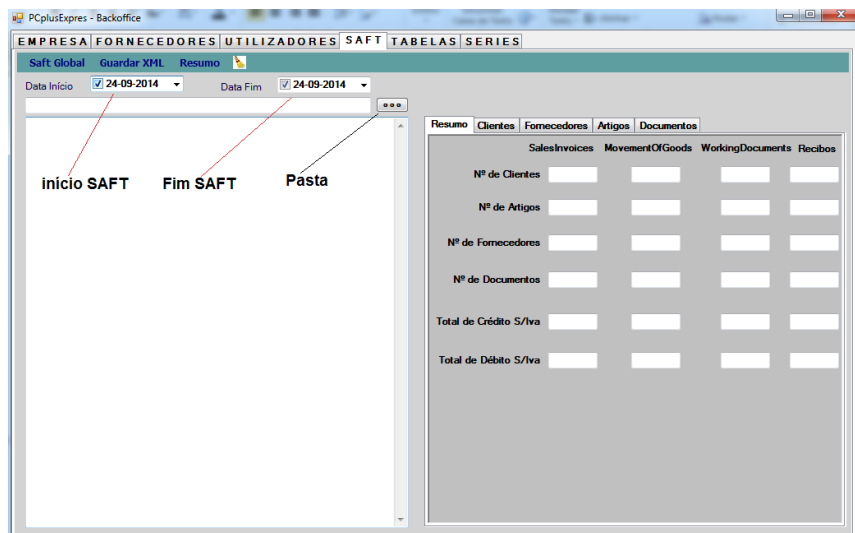 PCplusExpres - Backoffice
EMPRESA FORNECEDORES UTILIZADORES SAFT TABELAS SERIES
Saft Global Guardar XML Resumo
Data Início 24-09-2014 Data Fim 24-09-2014
início SAFT Fim SAFT Pasta
Resumo Clientes Fornecedores Artigos Documentos
SalesInvoices MovementOfGoods WorkingDocuments Recibos
Nº de Clientes
Nº de Artigos
Nº de Fornecedores
Nº de Documentos
Total de Crédito S/Iva
Total de Débito S/Iva